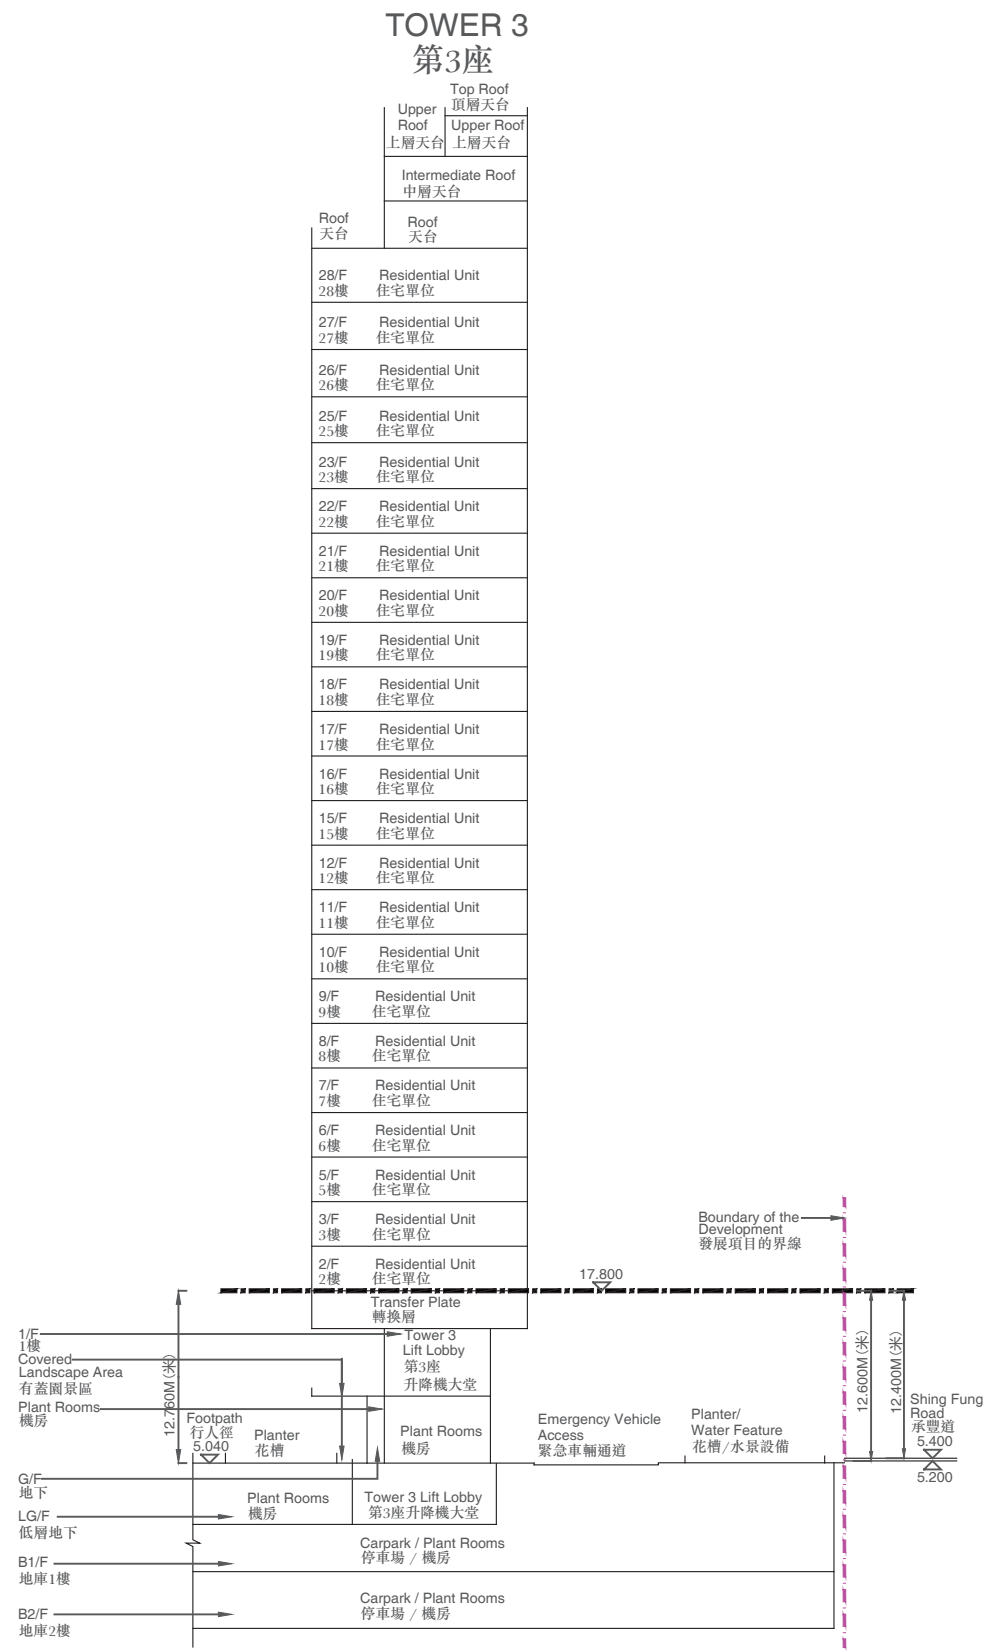 TOWER 3
第3座
Top Roof
頂層天台
Upper
Roof
上層天台
Upper Roof
上層天台
Intermediate Roof
中層天台
Roof
天台
Roof
天台
28/F Residential Unit
28樓 住宅單位
27/F Residential Unit
27樓 住宅單位
26/F Residential Unit
26樓 住宅單位
25/F Residential Unit
25樓 住宅單位
23/F Residential Unit
23樓 住宅單位
22/F Residential Unit
22樓 住宅單位
21/F Residential Unit
21樓 住宅單位
20/F Residential Unit
20樓 住宅單位
19/F Residential Unit
19樓 住宅單位
18/F Residential Unit
18樓 住宅單位
17/F Residential Unit
17樓 住宅單位
16/F Residential Unit
16樓 住宅單位
15/F Residential Unit
15樓 住宅單位
12/F Residential Unit
12樓 住宅單位
11/F Residential Unit
11樓 住宅單位
10/F Residential Unit
10樓 住宅單位
9/F Residential Unit
9樓 住宅單位
8/F Residential Unit
8樓 住宅單位
7/F Residential Unit
7樓 住宅單位
6/F Residential Unit
6樓 住宅單位
5/F Residential Unit
5樓 住宅單位
3/F Residential Unit
3樓 住宅單位
2/F Residential Unit
2樓 住宅單位
Boundary of the
Development
發展項目的界線
17.800
Transfer Plate
轉換層
1/F
1樓
Tower 3
Lift Lobby
第3座
升降機大堂
Covered
Landscape Area
有蓋園景區
Plant Rooms
機房
12.760M (米)
Footpath
行人徑
5.040
Planter
花槽
Plant Rooms
機房
Emergency Vehicle
Access
緊急車輛通道
Planter/
Water Feature
花槽/水景設備
12.600M (米)
12.400M (米)
Shing Fung
Road
承豐道
5.400
5.200
G/F
地下
LG/F
低層地下
Plant Rooms
機房
Tower 3 Lift Lobby
第3座升降機大堂
B1/F
地庫1樓
Carpark / Plant Rooms
停車場 / 機房
B2/F
地庫2樓
Carpark / Plant Rooms
停車場 / 機房